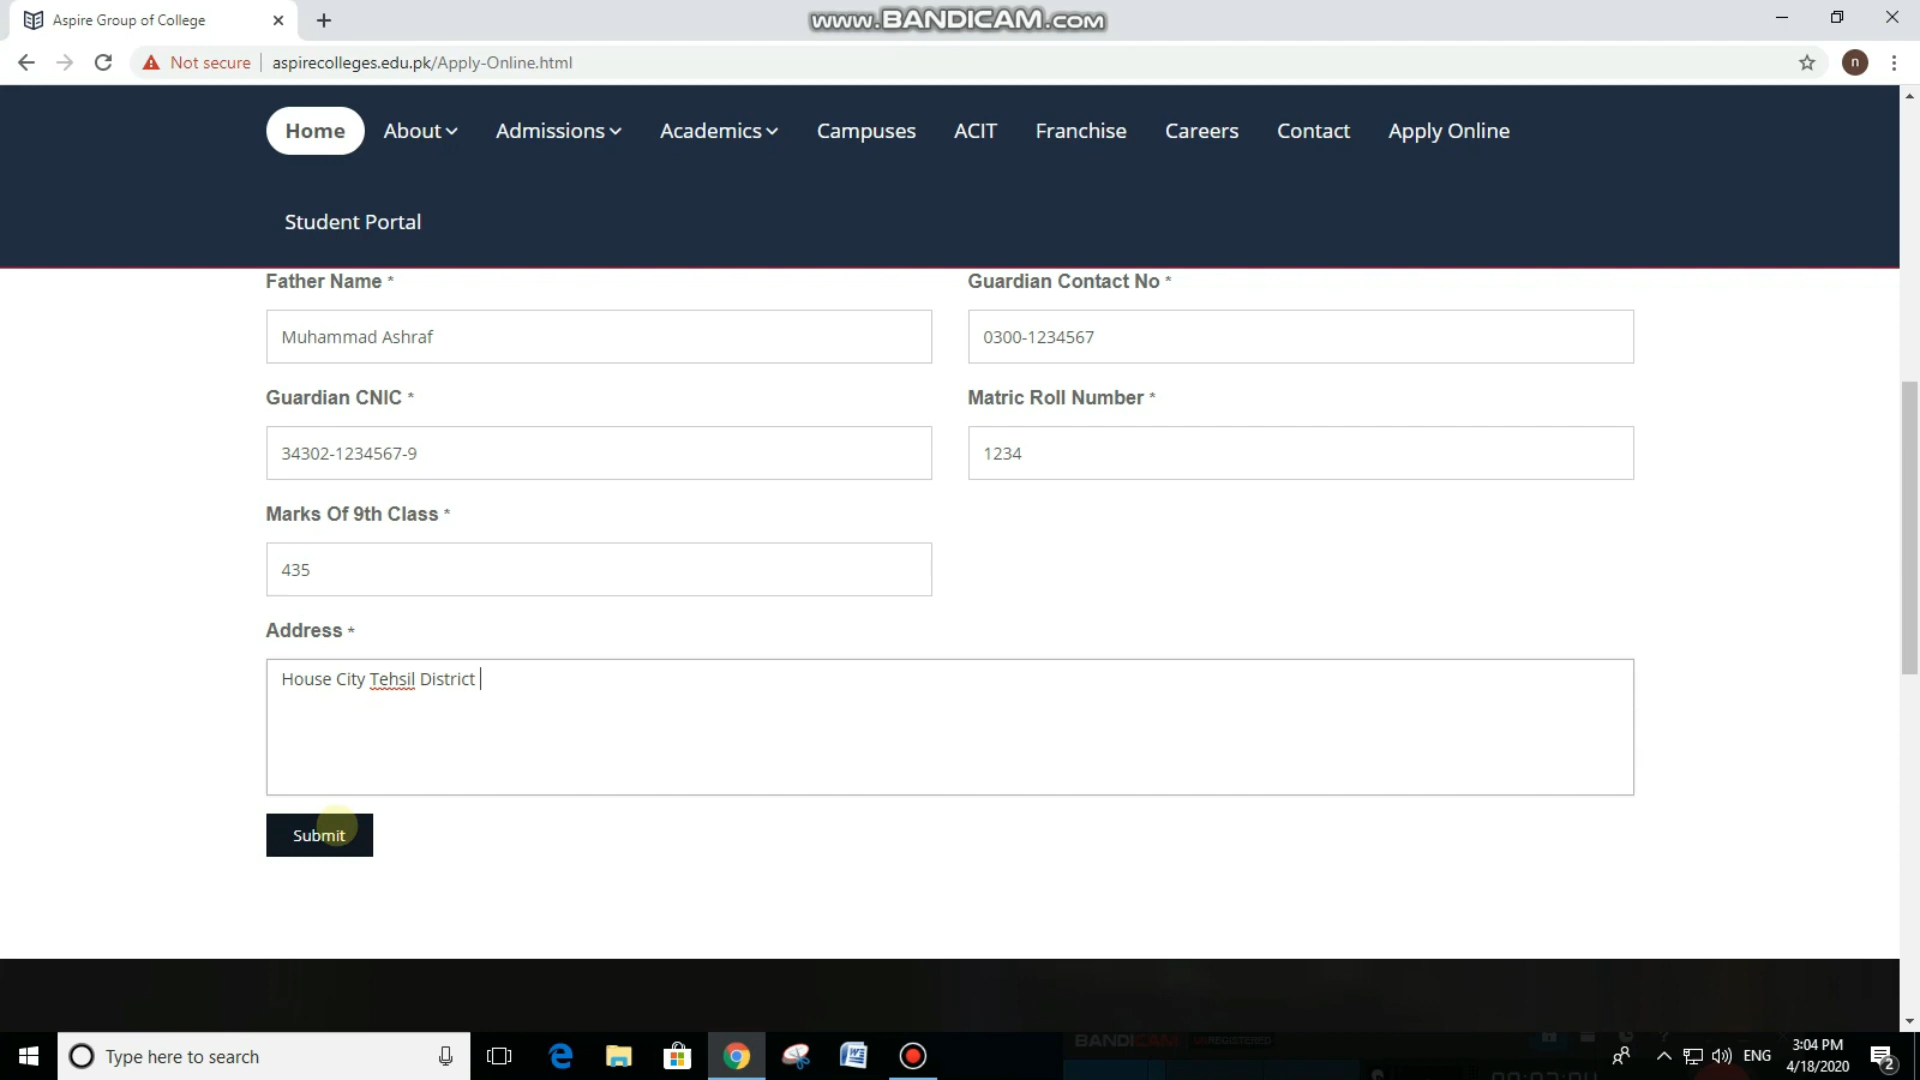 Aspire Group of College
www.BANDICAM.com
Not secure
aspirecolleges.edu.pk/Apply-Online.html
n
Home
About
Admissions
Academics
Campuses
ACIT
Franchise
Careers
Contact
Apply Online
Student Portal
Father Name *
Guardian Contact No *
Muhammad Ashraf
0300-1234567
Guardian CNIC *
Matric Roll Number *
34302-1234567-9
1234
Marks Of 9th Class *
435
Address *
House City Tehsil District
Submit
Type here to search
BANDICAM
UNREGISTERED
ENG
3:04 PM
4/18/2020
2